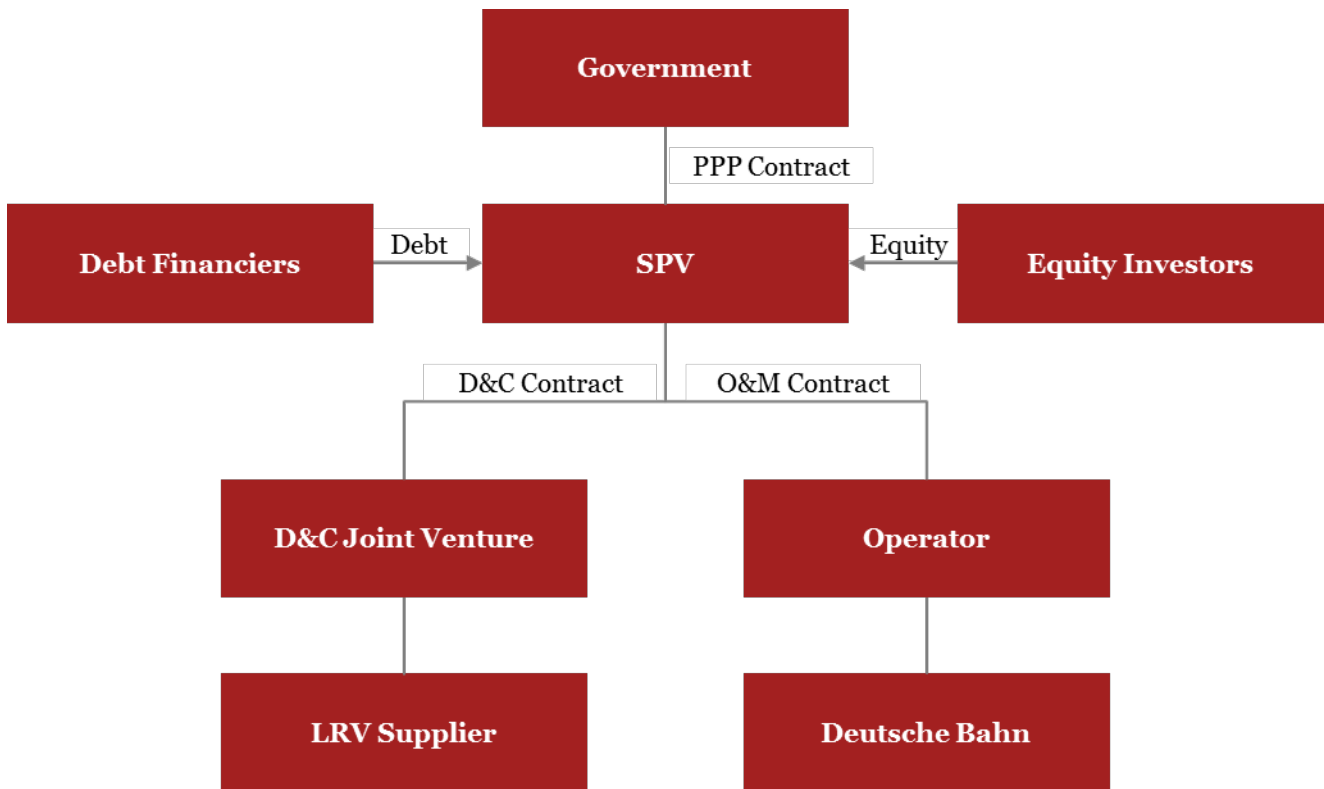 Government
PPP Contract
Debt Financiers
Debt
SPV
Equity
Equity Investors
D&C Contract
O&M Contract
D&C Joint Venture
Operator
LRV Supplier
Deutsche Bahn